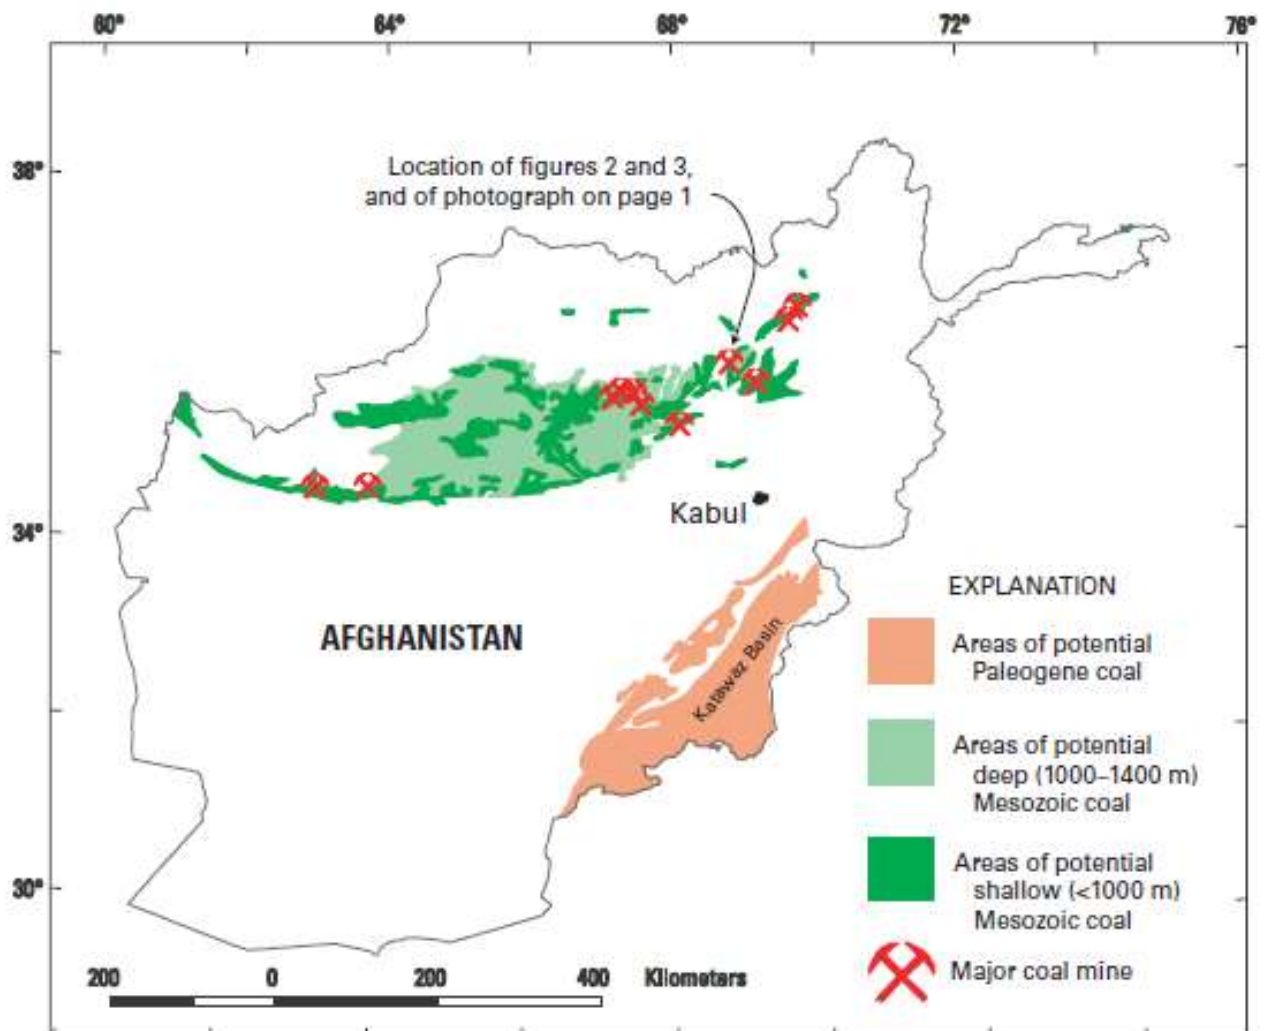 60° 64° 68° 72° 76°
38°
Location of figures 2 and 3,
and of photograph on page 1
34°
Kabul
AFGHANISTAN
Katawaz Basin
30°
EXPLANATION
Areas of potential
Paleogene coal
Areas of potential
deep (1000–1400 m)
Mesozoic coal
Areas of potential
shallow (<1000 m)
Mesozoic coal
Major coal mine
200 0 200 400 Kilometers